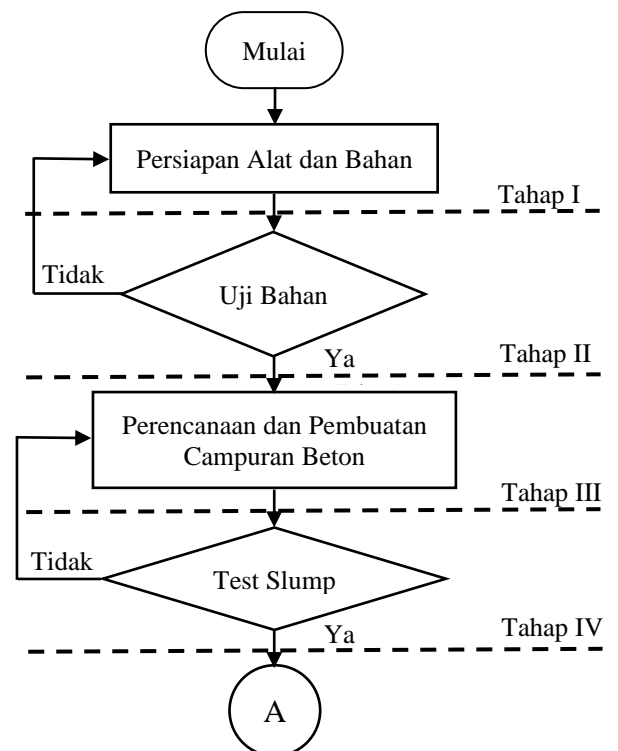 Mulai
Persiapan Alat dan Bahan
Tahap I
Tidak
Uji Bahan
Ya
Tahap II
Perencanaan dan Pembuatan
Campuran Beton
Tahap III
Tidak
Test Slump
Ya
Tahap IV
A